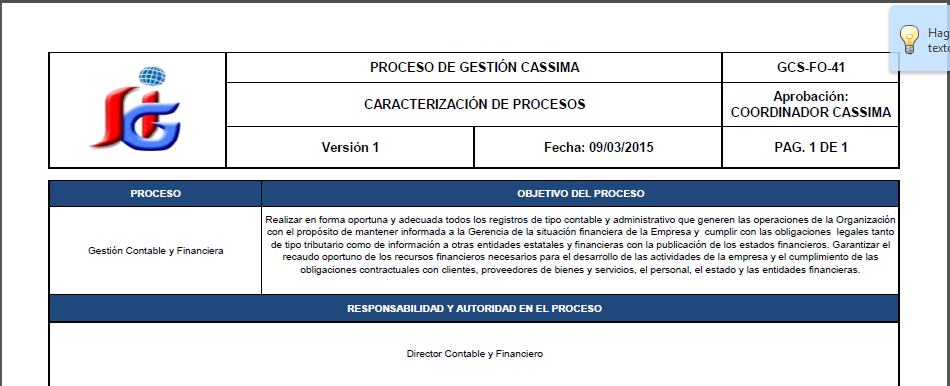 PROCESO DE GESTIÓN CASSIMA
GCS-FO-41
CARACTERIZACIÓN DE PROCESOS
Aprobación:
COORDINADOR CASSIMA
Versión 1
Fecha: 09/03/2015
PAG. 1 DE 1
PROCESO
OBJETIVO DEL PROCESO
Gestión Contable y Financiera
Realizar en forma oportuna y adecuada todos los registros de tipo contable y administrativo que generen las operaciones de la Organización
con el propósito de mantener informada a la Gerencia de la situación financiera de la Empresa y cumplir con las obligaciones legales tanto
de tipo tributario como de información a otras entidades estatales y financieras con la publicación de los estados financieros. Garantizar el
recaudo oportuno de los recursos financieros necesarios para el desarrollo de las actividades de la empresa y el cumplimiento de las
obligaciones contractuales con clientes, proveedores de bienes y servicios, el personal, el estado y las entidades financieras.
RESPONSABILIDAD Y AUTORIDAD EN EL PROCESO
Director Contable y Financiero